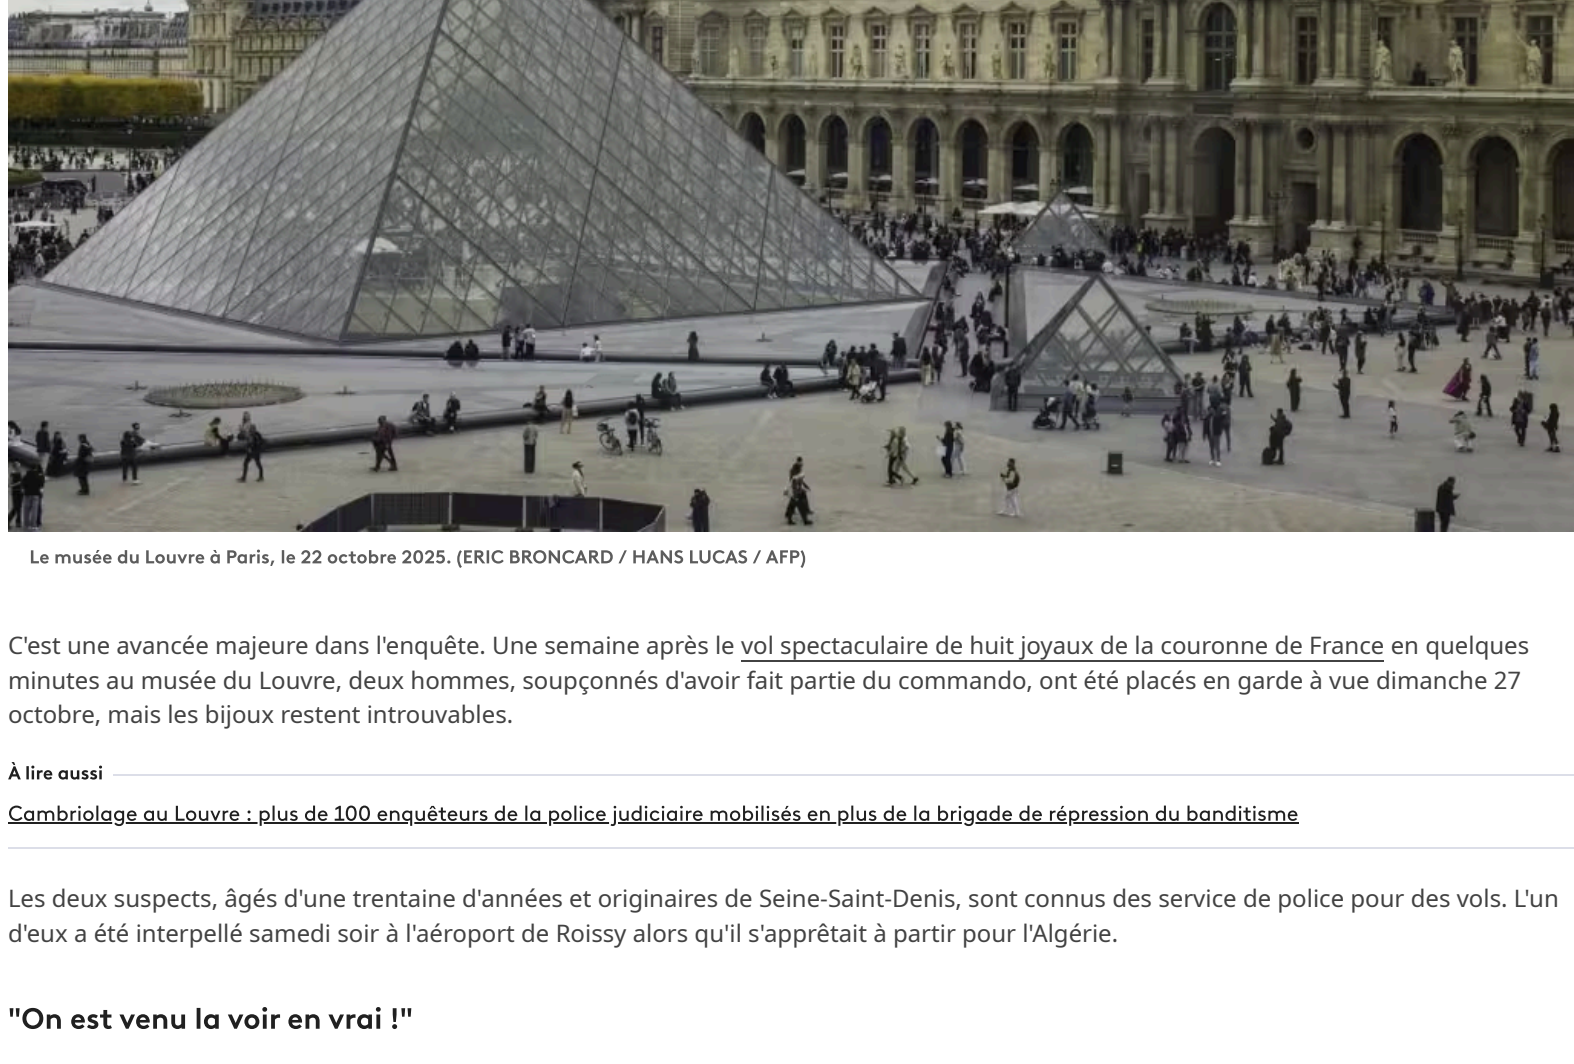 Le musée du Louvre à Paris, le 22 octobre 2025. (ERIC BRONCARD / HANS LUCAS / AFP)
C'est une avancée majeure dans l'enquête. Une semaine après le vol spectaculaire de huit joyaux de la couronne de France en quelques
minutes au musée du Louvre, deux hommes, soupçonnés d'avoir fait partie du commando, ont été placés en garde à vue dimanche 27
octobre, mais les bijoux restent introuvables.
À lire aussi
Cambriolage au Louvre : plus de 100 enquêteurs de la police judiciaire mobilisés en plus de la brigade de répression du banditisme
Les deux suspects, âgés d'une trentaine d'années et originaires de Seine-Saint-Denis, sont connus des service de police pour des vols. L'un
d'eux a été interpellé samedi soir à l'aéroport de Roissy alors qu'il s'apprêtait à partir pour l'Algérie.
"On est venu la voir en vrai !"